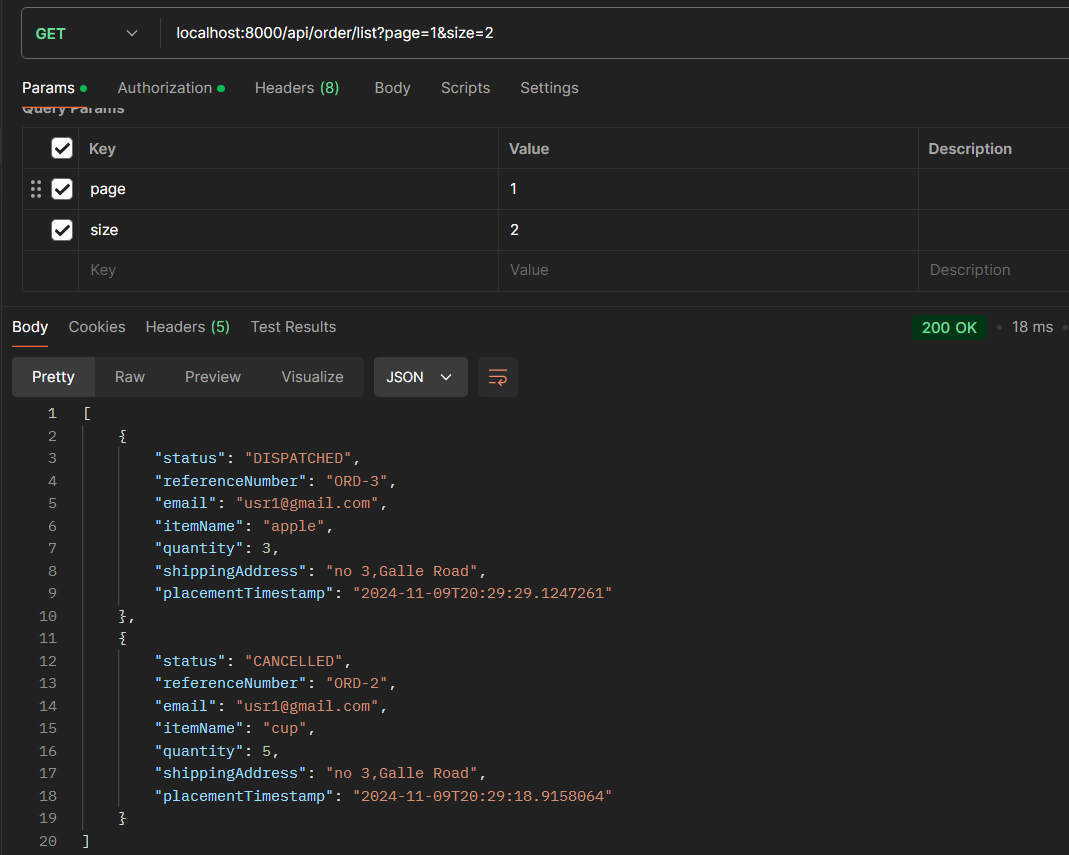 GET localhost:8000/api/order/list?page=1&size=2
Params Authorization Headers (8) Body Scripts Settings
Query Params
Key Value Description
page 1
size 2
Key Value Description
Body Cookies Headers (5) Test Results 200 OK 18 ms
Pretty Raw Preview Visualize JSON
1 [
2 {
3 "status": "DISPATCHED",
4 "referenceNumber": "ORD-3",
5 "email": "usr1@gmail.com",
6 "itemName": "apple",
7 "quantity": 3,
8 "shippingAddress": "no 3,Galle Road",
9 "placementTimestamp": "2024-11-09T20:29:29.1247261"
10 },
11 {
12 "status": "CANCELLED",
13 "referenceNumber": "ORD-2",
14 "email": "usr1@gmail.com",
15 "itemName": "cup",
16 "quantity": 5,
17 "shippingAddress": "no 3,Galle Road",
18 "placementTimestamp": "2024-11-09T20:29:18.9158064"
19 }
20 ]